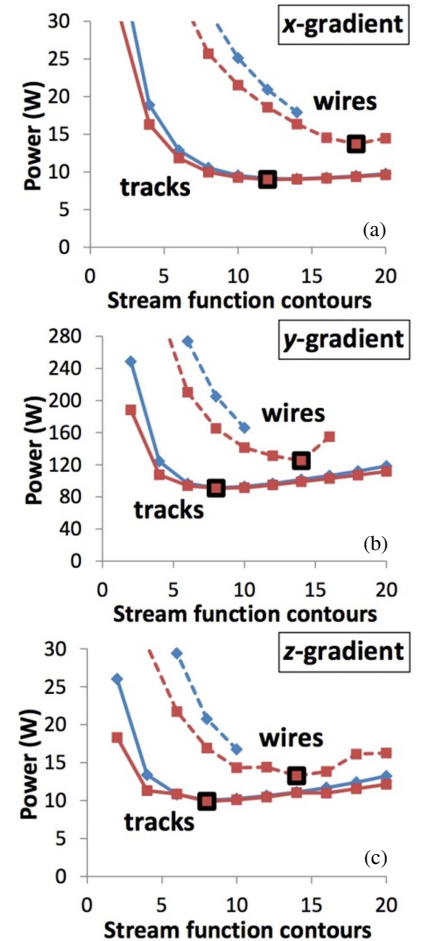 x-gradient
30
25
20
15
10
5
0
Power (W)
wires
tracks
(a)
0 5 10 15 20
Stream function contours
y-gradient
280
240
200
160
120
80
40
0
Power (W)
wires
tracks
(b)
0 5 10 15 20
Stream function contours
z-gradient
30
25
20
15
10
5
0
Power (W)
wires
tracks
(c)
0 5 10 15 20
Stream function contours